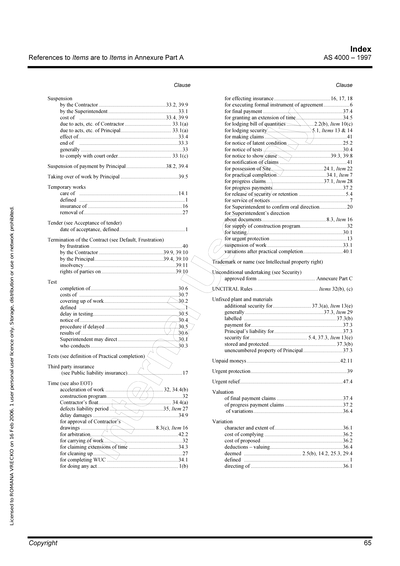 Index
References to Items are to Items in Annexure Part A AS 4000 – 1997
Clause
Suspension
by the Contractor 33.2, 39.9
by the Superintendent 33.1
cost of 33.4, 39.9
due to acts, etc. of Contractor 33.1(a)
due to acts, etc. of Principal 33.1(a)
effect of 33.4
end of 33.3
generally 33
to comply with court order 33.1(c)
Suspension of payment by Principal 38.2, 39.4
Taking over of work by Principal 39.5
Temporary works
care of 14.1
defined 1
insurance of 16
removal of 27
Tender (see Acceptance of tender)
date of acceptance, defined 1
Termination of the Contract (see Default, Frustration)
by frustration 40
by the Contractor 39.9, 39.10
by the Principal 39.4, 39.10
insolvency 39.11
rights of parties on 39.10
Test
completion of 30.6
costs of 30.7
covering up of work 30.2
defined 1
delay in testing 30.5
notice of 30.4
procedure if delayed 30.5
results of 30.6
Superintendent may direct 30.1
who conducts 30.3
Tests (see definition of Practical completion)
Third party insurance
(see Public liability insurance) 17
Time (see also EOT)
acceleration of work 32, 34.4(b)
construction program 32
Contractor's float 34.4(a)
defects liability period 35, Item 27
delay damages 34.9
for approval of Contractor's
drawings 8.3(c), Item 16
for arbitration 42.2
for carrying of work 32
for claiming extensions of time 34.3
for cleaning up 27
for completing WUC 34.1
for doing any act 1(h)
Clause
for effecting insurance 16, 17, 18
for executing formal instrument of agreement 6
for final payment 37.4
for granting an extension of time 34.5
for lodging bill of quantities 2.2(b), Item 10(c)
for lodging security 5.1, Items 13 & 14
for making claims 41
for notice of latent condition 25.2
for notice of tests 30.4
for notice to show cause 39.3, 39.8
for notification of claims 41
for possession of Site 24.1, Item 22
for practical completion 34.1, Item 7
for progress claims 37.1, Item 28
for progress payments 37.2
for release of security or retention 5.4
for service of notices 7
for Superintendent to confirm oral direction 20
for Superintendent's direction
about documents 8.3, Item 16
for supply of construction program 32
for testing 30.1
for urgent protection 13
suspension of work 33.1
variations after practical completion 40.1
Trademark or name (see Intellectual property right)
Unconditional undertaking (see Security)
approved form Annexure Part C
UNCITRAL Rules Items 32(b), (c)
Unfixed plant and materials
additional security for 37.3(a), Item 13(e)
generally 37.3, Item 29
labelled 37.3(b)
payment for 37.3
Principal's liability for 37.3
security for 5.4, 37.3, Item 13(e)
stored and protected 37.3(b)
unencumbered property of Principal 37.3
Unpaid moneys 42.11
Urgent protection 39
Urgent relief 47.4
Valuation
of final payment claims 37.4
of progress payment claims 37.2
of variations 36.4
Variation
character and extent of 36.1
cost of complying 36.2
cost of proposed 36.2
deductions – valuing 36.4
deemed 2.5(b), 14.2, 25.3, 29.4
defined 1
directing of 36.1
Copyright 65
Licensed to ROMANA VRECKO on 16 Feb 2006. 1 user personal user licence only. Storage, distribution or use on network prohibited.